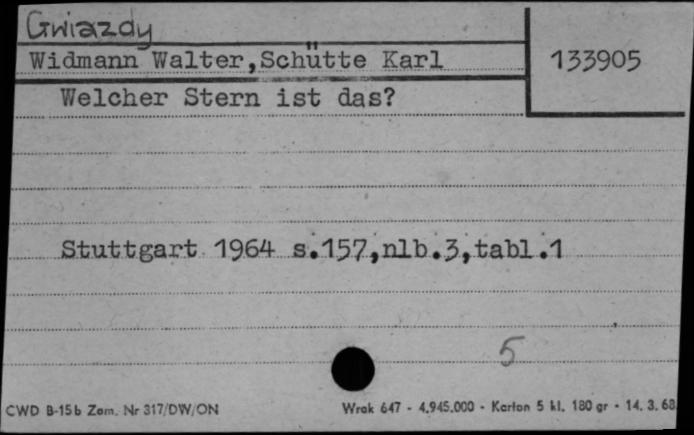 Gwiazdy
Widmann Walter,Schütte Karl
133905
Welcher Stern ist das?
Stuttgart 1964 s.157,nlb.3,tabl.1
5
CWD B-15b Zam. Nr 317/DW/ON
Wrak 647 - 4.945.000 - Karton 5 kl. 180 gr - 14.3.68